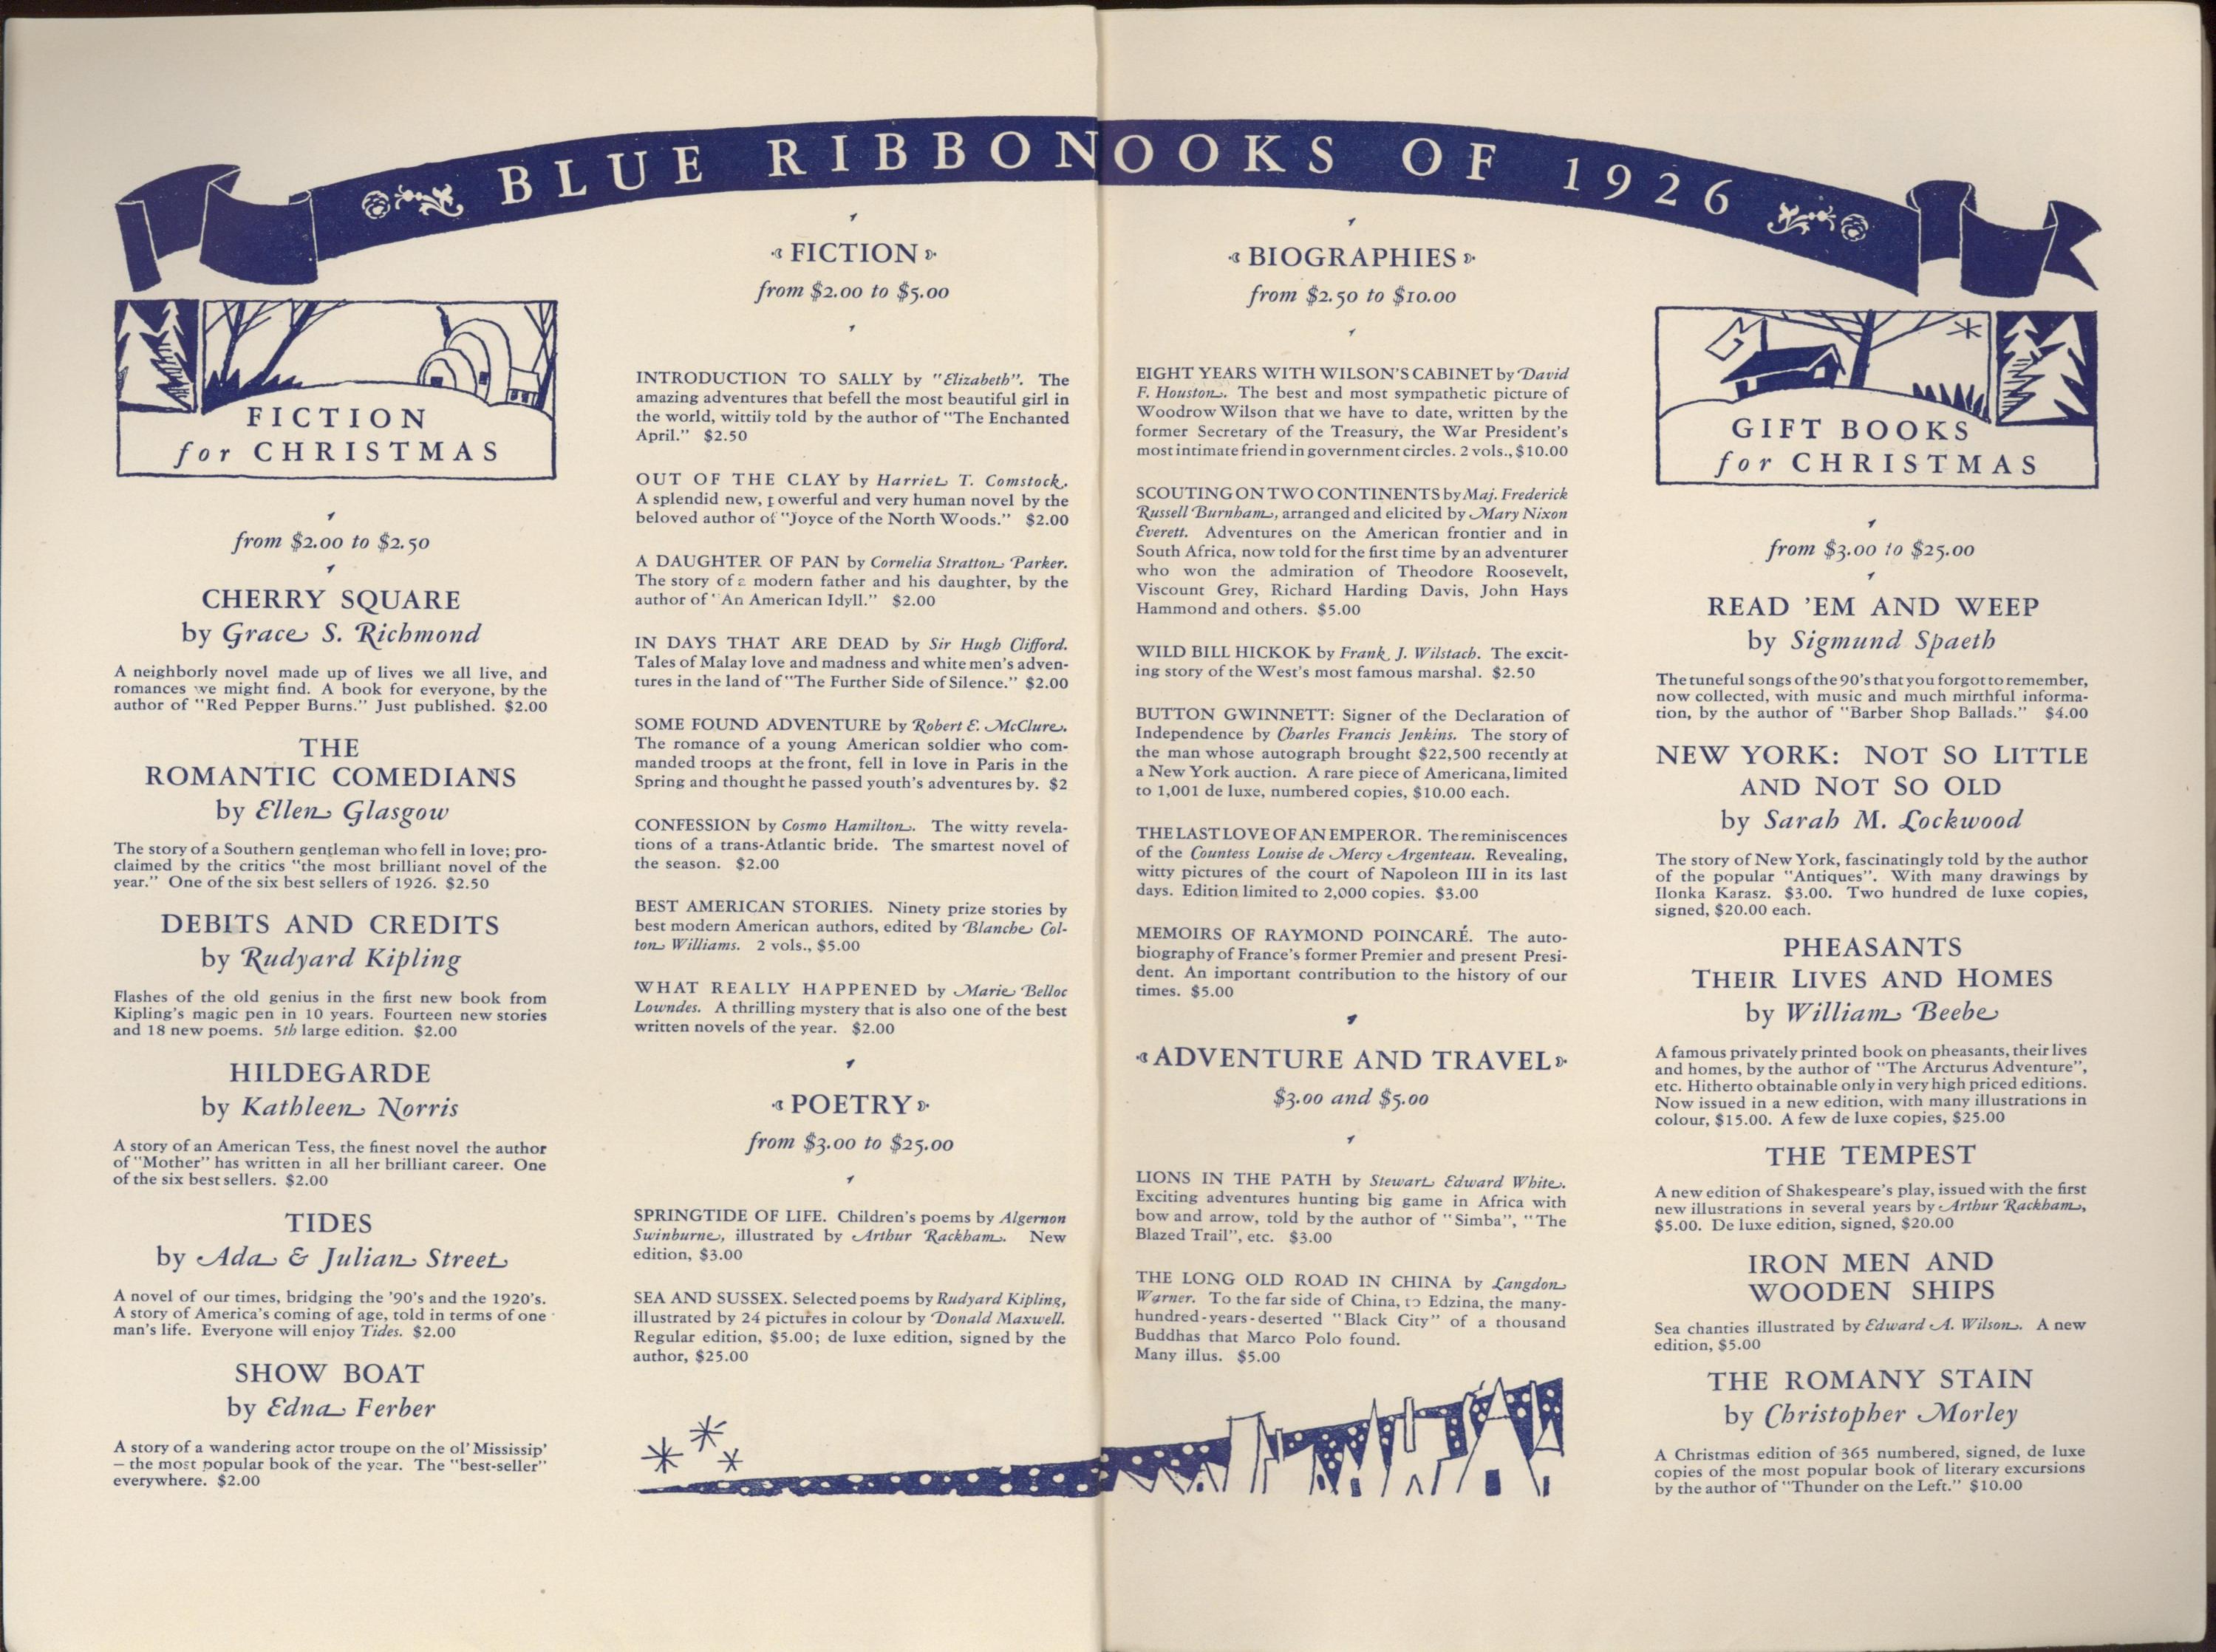 BLUE RIBBON OOKS OF 1926
FICTION
for CHRISTMAS
from $2.00 to $2.50
CHERRY SQUARE
by Grace S. Richmond
A neighborly novel made up of lives we all live, and
romances we might find. A book for everyone, by the
author of "Red Pepper Burns." Just published. $2.00
THE
ROMANTIC COMEDIANS
by Ellen Glasgow
The story of a Southern gentleman who fell in love; pro-
claimed by the critics "the most brilliant novel of the
year." One of the six best sellers of 1926. $2.50
DEBITS AND CREDITS
by Rudyard Kipling
Flashes of the old genius in the first new book from
Kipling's magic pen in 10 years. Fourteen new stories
and 18 new poems. 5th large edition. $2.00
HILDEGARDE
by Kathleen Norris
A story of an American Tess, the finest novel the author
of "Mother" has written in all her brilliant career. One
of the six best sellers. $2.00
TIDES
by Ada & Julian Street
A novel of our times, bridging the '90's and the 1920's.
A story of America's coming of age, told in terms of one
man's life. Everyone will enjoy Tides. $2.00
SHOW BOAT
by Edna Ferber
A story of a wandering actor troupe on the ol' Mississip'
– the most popular book of the year. The "best-seller"
everywhere. $2.00
FICTION
from $2.00 to $5.00
INTRODUCTION TO SALLY by "Elizabeth". The
amazing adventures that befell the most beautiful girl in
the world, wittily told by the author of "The Enchanted
April." $2.50
OUT OF THE CLAY by Harriet T. Comstock.
A splendid new, powerful and very human novel by the
beloved author of "Joyce of the North Woods." $2.00
A DAUGHTER OF PAN by Cornelia Stratton Parker.
The story of a modern father and his daughter, by the
author of "An American Idyll." $2.00
IN DAYS THAT ARE DEAD by Sir Hugh Clifford.
Tales of Malay love and madness and white men's adven-
tures in the land of "The Further Side of Silence." $2.00
SOME FOUND ADVENTURE by Robert E. McClure.
The romance of a young American soldier who com-
manded troops at the front, fell in love in Paris in the
Spring and thought he passed youth's adventures by. $2
CONFESSION by Cosmo Hamilton. The witty revela-
tions of a trans-Atlantic bride. The smartest novel of
the season. $2.00
BEST AMERICAN STORIES. Ninety prize stories by
best modern American authors, edited by Blanche Col-
ton Williams. 2 vols., $5.00
WHAT REALLY HAPPENED by Marie Belloc
Lowndes. A thrilling mystery that is also one of the best
written novels of the year. $2.00
POETRY
from $3.00 to $25.00
SPRINGTIDE OF LIFE. Children's poems by Algernon
Swinburne, illustrated by Arthur Rackham. New
edition, $3.00
SEA AND SUSSEX. Selected poems by Rudyard Kipling,
illustrated by 24 pictures in colour by Donald Maxwell.
Regular edition, $5.00; de luxe edition, signed by the
author, $25.00
BIOGRAPHIES
from $2.50 to $10.00
EIGHT YEARS WITH WILSON'S CABINET by David
F. Houston. The best and most sympathetic picture of
Woodrow Wilson that we have to date, written by the
former Secretary of the Treasury, the War President's
most intimate friend in government circles. 2 vols., $10.00
SCOUTING ON TWO CONTINENTS by Maj. Frederick
Russell Burnham, arranged and elicited by Mary Nixon
Everett. Adventures on the American frontier and in
South Africa, now told for the first time by an adventurer
who won the admiration of Theodore Roosevelt,
Viscount Grey, Richard Harding Davis, John Hays
Hammond and others. $5.00
WILD BILL HICKOK by Frank J. Wilstach. The excit-
ing story of the West's most famous marshal. $2.50
BUTTON GWINNETT: Signer of the Declaration of
Independence by Charles Francis Jenkins. The story of
the man whose autograph brought $22,500 recently at
a New York auction. A rare piece of Americana, limited
to 1,001 de luxe, numbered copies, $10.00 each.
THE LAST LOVE OF AN EMPEROR. The reminiscences
of the Countess Louise de Mercy Argenteau. Revealing,
witty pictures of the court of Napoleon III in its last
days. Edition limited to 2,000 copies. $3.00
MEMOIRS OF RAYMOND POINCARÉ. The auto-
biography of France's former Premier and present Presi-
dent. An important contribution to the history of our
times. $5.00
ADVENTURE AND TRAVEL
$3.00 and $5.00
LIONS IN THE PATH by Stewart Edward White.
Exciting adventures hunting big game in Africa with
bow and arrow, told by the author of "Simba", "The
Blazed Trail", etc. $3.00
THE LONG OLD ROAD IN CHINA by Langdon
Warner. To the far side of China, to Edzina, the many-
hundred-years-deserted "Black City" of a thousand
Buddhas that Marco Polo found.
Many illus. $5.00
GIFT BOOKS
for CHRISTMAS
from $3.00 to $25.00
READ 'EM AND WEEP
by Sigmund Spaeth
The tuneful songs of the 90's that you forgot to remember,
now collected, with music and much mirthful informa-
tion, by the author of "Barber Shop Ballads." $4.00
NEW YORK: NOT SO LITTLE
AND NOT SO OLD
by Sarah M. Lockwood
The story of New York, fascinatingly told by the author
of the popular "Antiques". With many drawings by
Ilonka Karasz. $3.00. Two hundred de luxe copies,
signed, $20.00 each.
PHEASANTS
THEIR LIVES AND HOMES
by William Beebe
A famous privately printed book on pheasants, their lives
and homes, by the author of "The Arcturus Adventure",
etc. Hitherto obtainable only in very high priced editions.
Now issued in a new edition, with many illustrations in
colour, $15.00. A few de luxe copies, $25.00
THE TEMPEST
A new edition of Shakespeare's play, issued with the first
new illustrations in several years by Arthur Rackham,
$5.00. De luxe edition, signed, $20.00
IRON MEN AND
WOODEN SHIPS
Sea chanties illustrated by Edward A. Wilson. A new
edition, $5.00
THE ROMANY STAIN
by Christopher Morley
A Christmas edition of 365 numbered, signed, de luxe
copies of the most popular book of literary excursions
by the author of "Thunder on the Left." $10.00